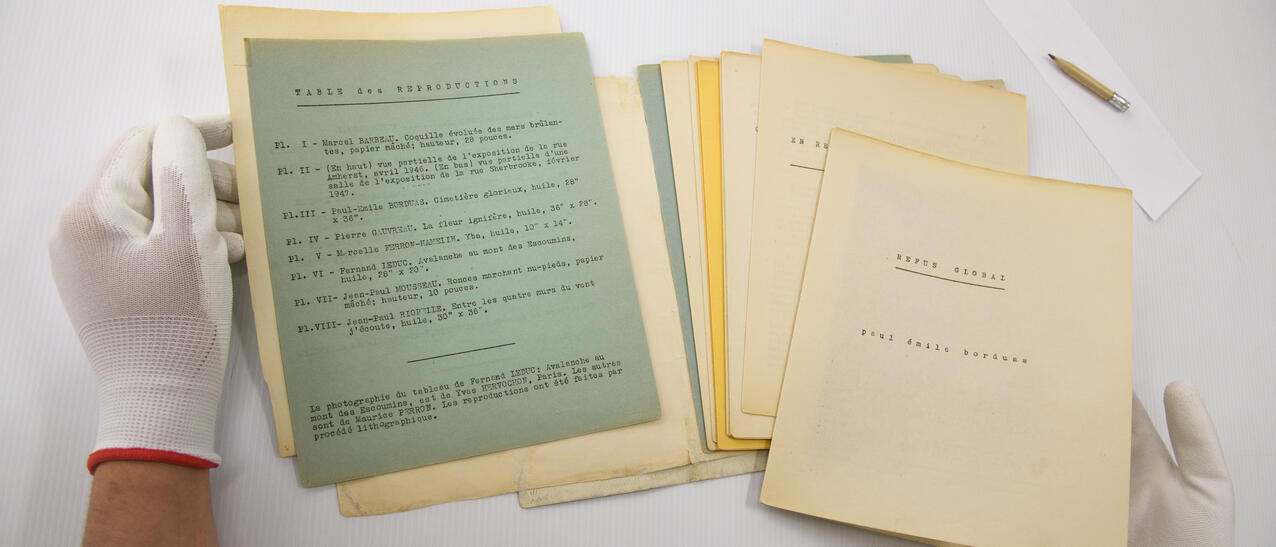 TABLE des REPRODUCTIONS
Pl. I - Marcel BARBEAU. Coquille évoluée des mers brûlan-
tes, papier mâché; hauteur, 28 pouces.
Pl. II - (En haut) vue partielle de l'exposition de la rue
Amherst, avril 1946. (En bas) vue partielle d'une
salle de l'exposition de la rue Sherbrooke, février
1947.
Pl.III - Paul-Emile BORDUAS. Cimetière glorieux, huile, 28"
x 36".
Pl. IV - Pierre GAUVREAU. La fleur ignifère, huile, 36" x 28".
Pl. V - Marcelle FERRON-HAMELIN. Yba, huile, 10" x 14".
Pl. VI - Fernand LEDUC. Avalanche au mont des Escoumins,
huile, 28" x 20".
Pl. VII- Jean-Paul MOUSSEAU. Ronces marchant nu-pieds, papier
mâché; hauteur, 10 pouces.
Pl.VIII- Jean-Paul RIOPELLE. Entre les quatre murs du vent
j'écoute, huile, 30" x 36".
La photographie du tableau de Fernand LEDUC: Avalanche au
mont des Escoumins, est de Yves HERVOCHON, Paris. Les autres
sont de Maurice PERRON. Les reproductions ont été faites par
procédé lithographique.
EN RE
REFUS GLOBAL
paul émile borduas